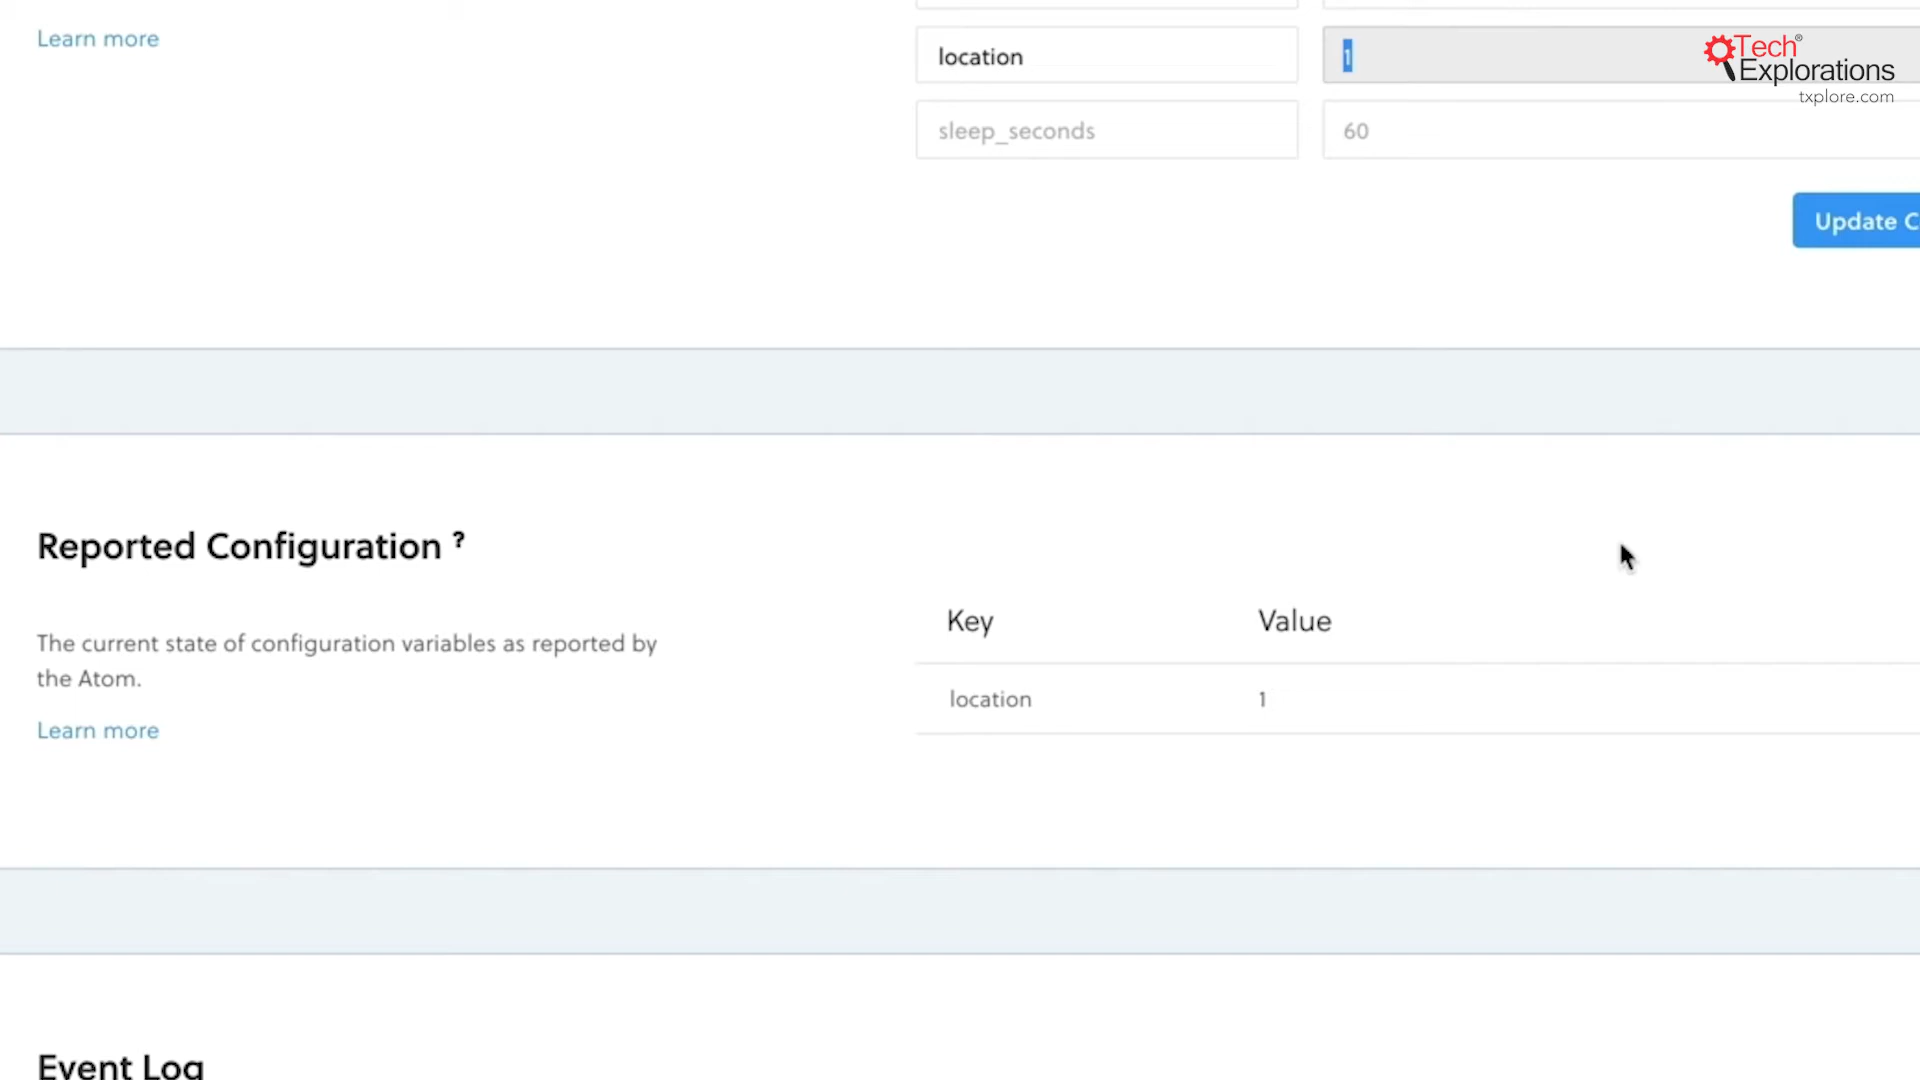 Learn more
location
1
Tech®
Explorations
txplore.com
sleep_seconds
60
Update C
Reported Configuration ?
The current state of configuration variables as reported by
the Atom.
Learn more
Key
Value
location
1
Event Log